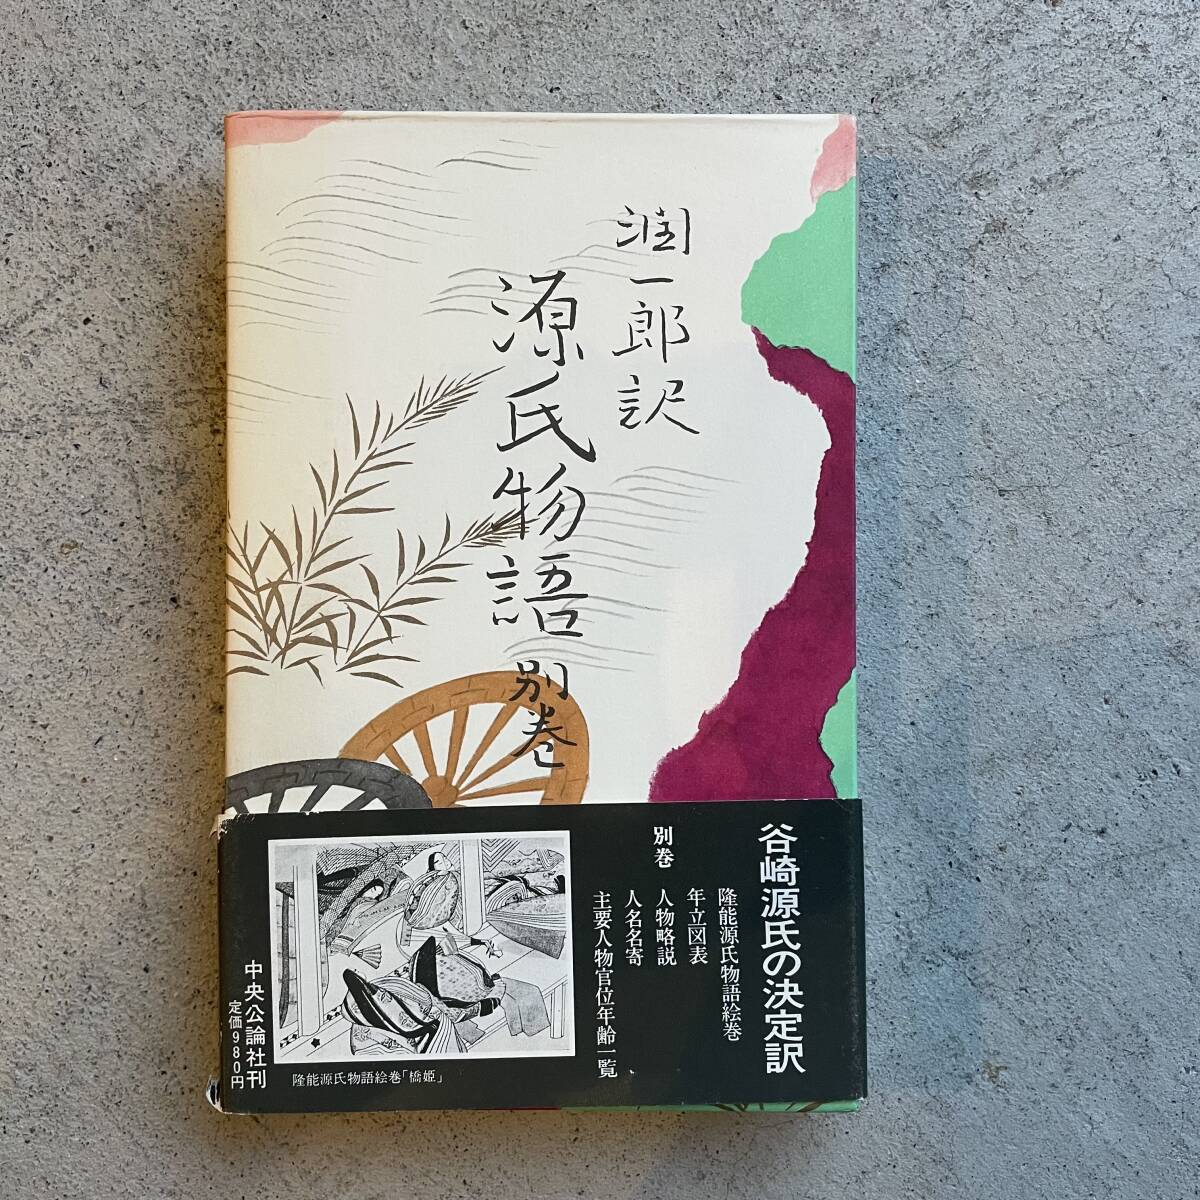 潤一郎訳
源氏物語 別巻
谷崎源氏の決定訳
隆能源氏物語絵巻
年立図表
別巻 人物略説
人名名寄
主要人物官位年齢一覧
隆能源氏物語絵巻「橋姫」
中央公論社刊
定価980円